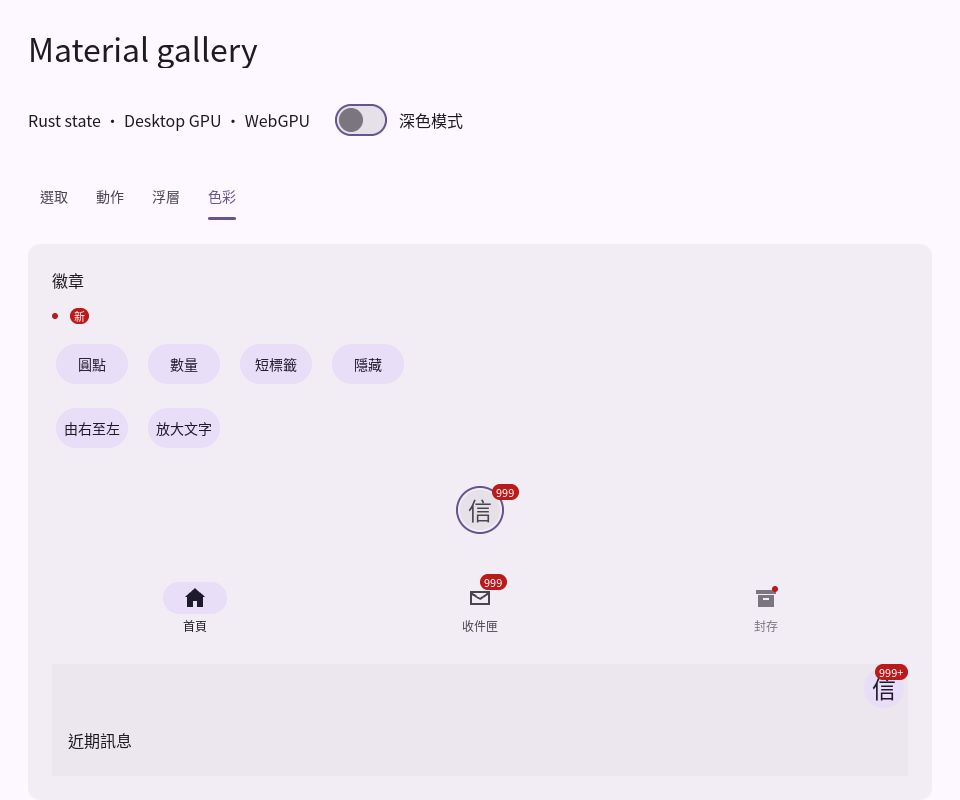 Material gallery
Rust state · Desktop GPU · WebGPU 深色模式
選取 動作 浮層 色彩
徽章
新
圓點 數量 短標籤 隱藏
由右至左 放大文字
999
信
999
首頁 收件匣 封存
999+
信
近期訊息